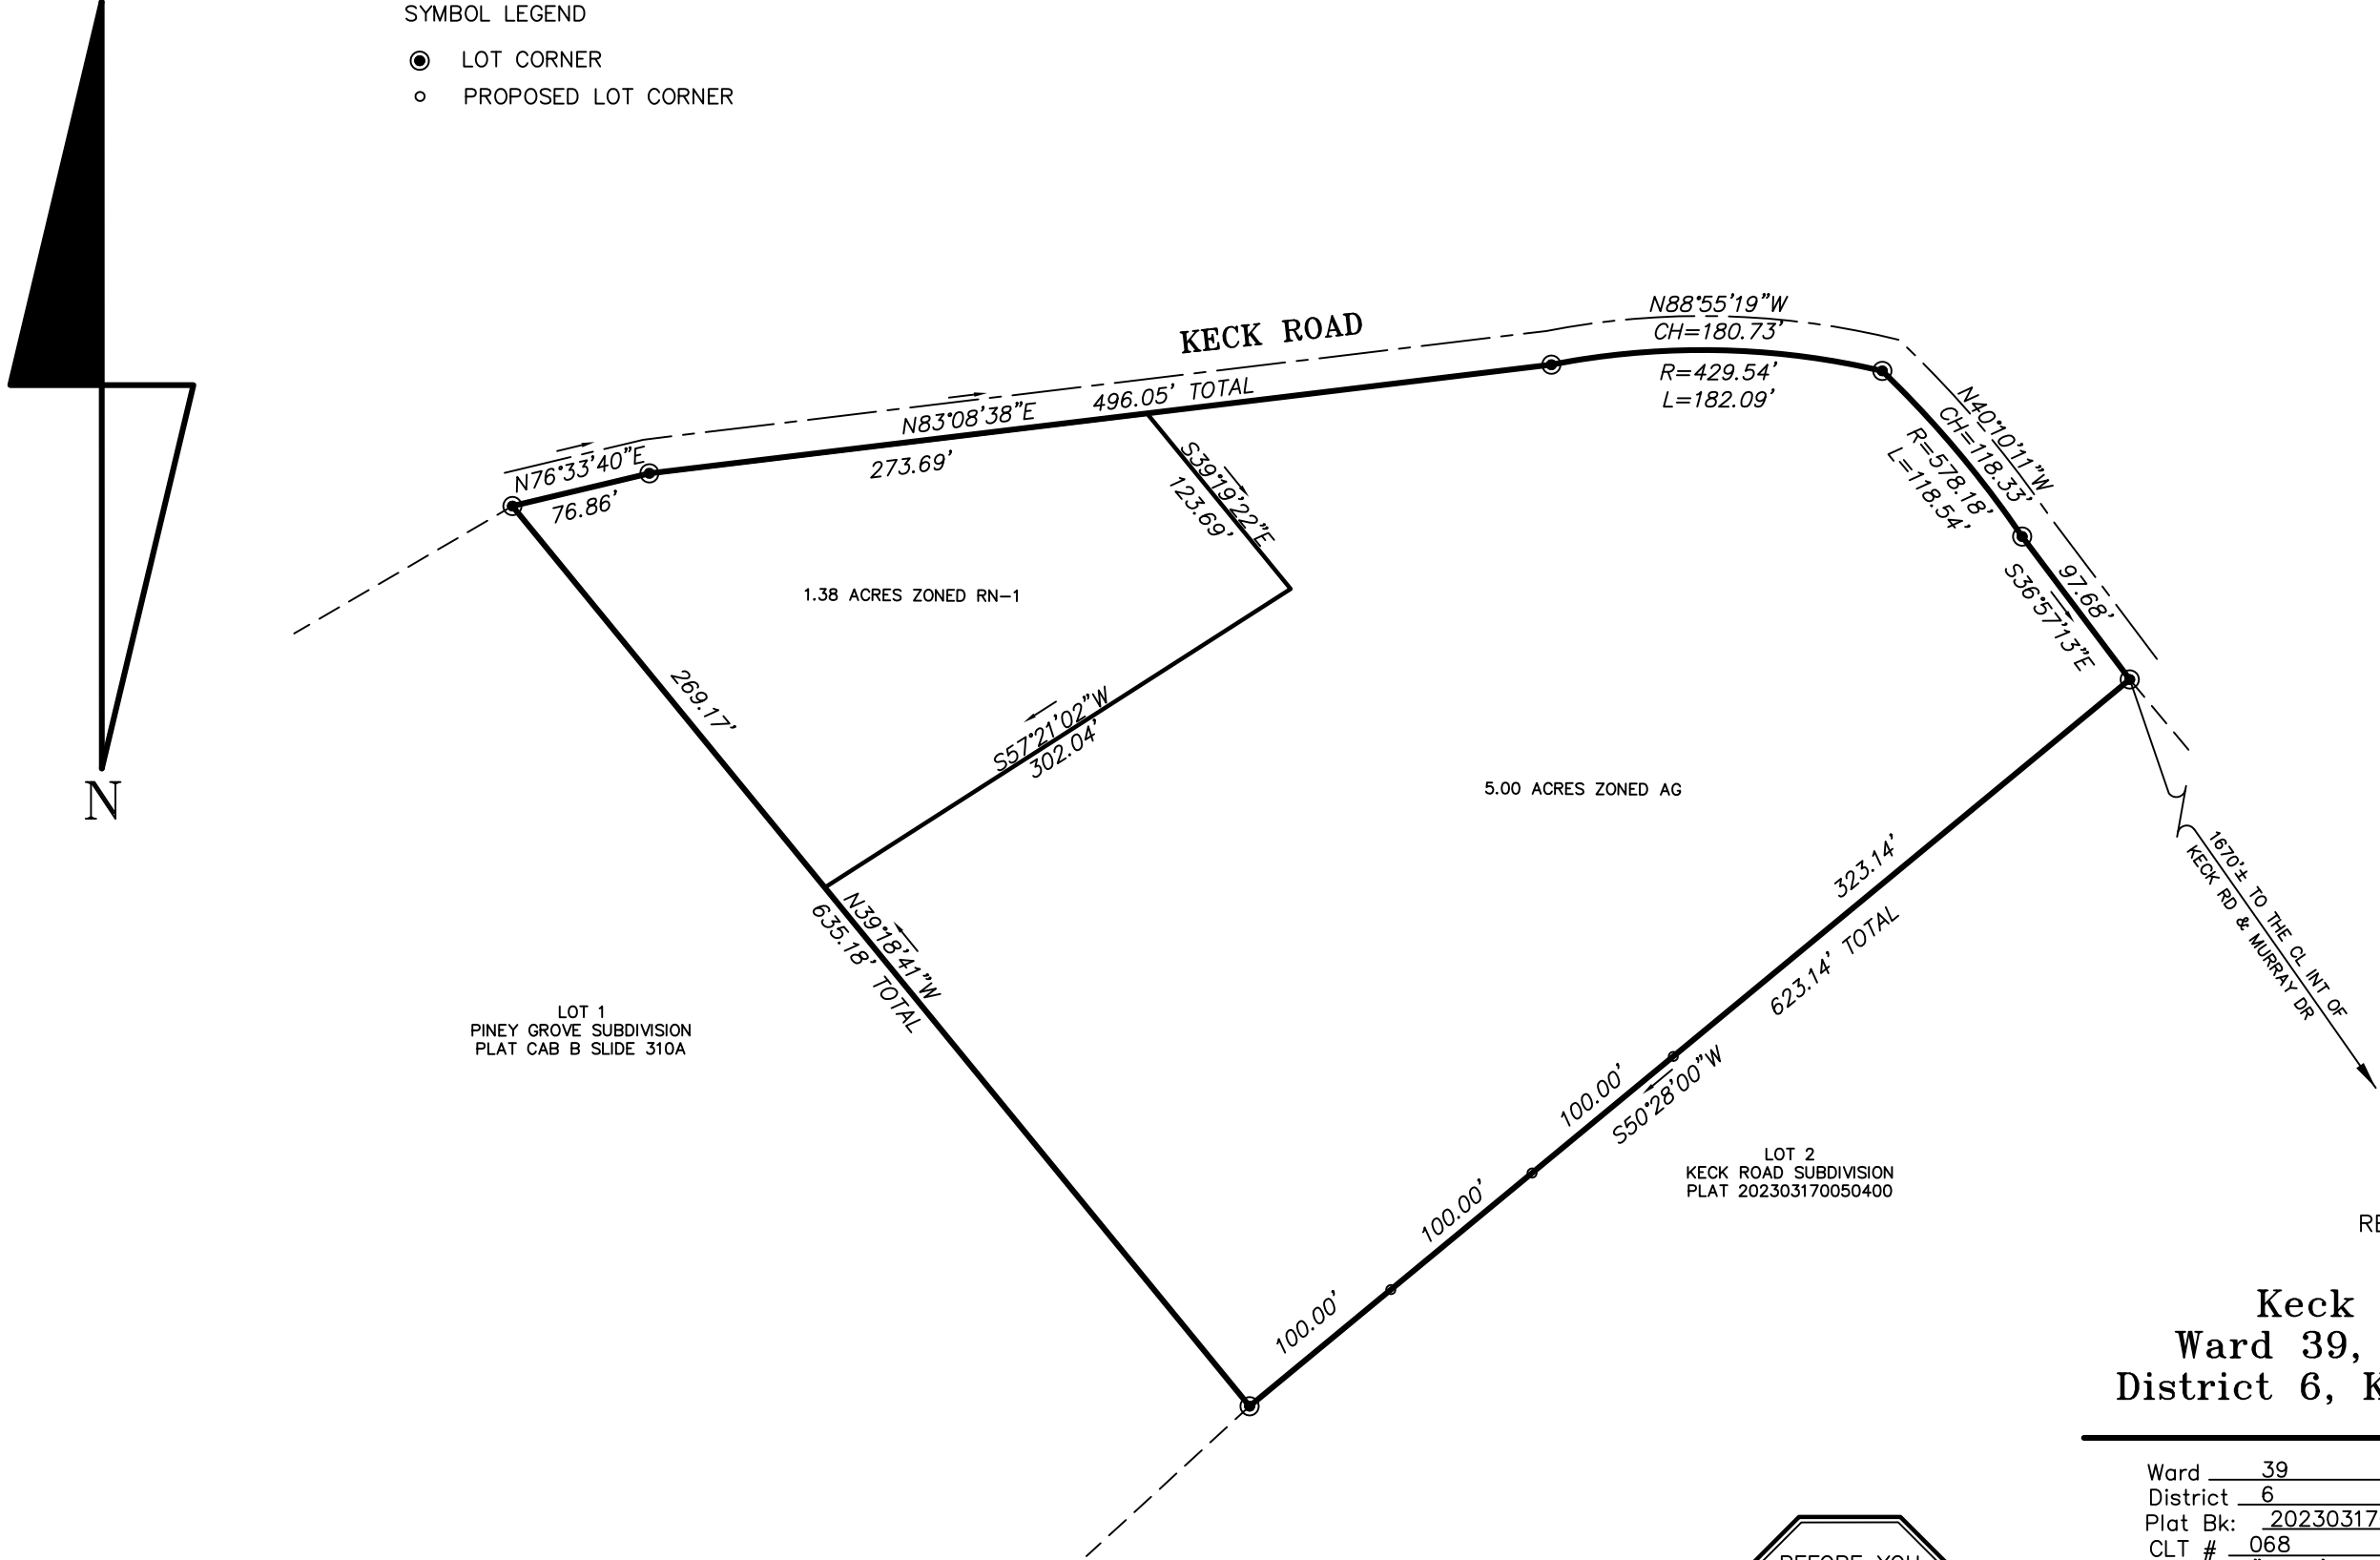 SYMBOL LEGEND
LOT CORNER
PROPOSED LOT CORNER
N
KECK ROAD
N88°55'19"W
CH=180.73'
R=429.54'
L=182.09'
496.05' TOTAL
N83°08'38"E
273.69'
N76°33'40"E
76.86'
S39°19'22"E
123.69'
N40°10'11"W
CH=118.33'
R=578.18'
L=118.54'
97.68'
S36°57'13"E
1.38 ACRES ZONED RN-1
269.17'
S57°21'02"W
302.04'
5.00 ACRES ZONED AG
323.14'
623.14' TOTAL
1670'± TO THE CL INT OF
KECK RD & MURRAY DR
N39°18'41"W
635.18' TOTAL
LOT 1
PINEY GROVE SUBDIVISION
PLAT CAB B SLIDE 310A
100.00'
S50°28'00"W
100.00'
100.00'
LOT 2
KECK ROAD SUBDIVISION
PLAT 202303170050400
RE
Keck
Ward 39,
District 6, K
Ward 39
District 6
Plat Bk: 20230317
CLT # 068
BEFORE YOU